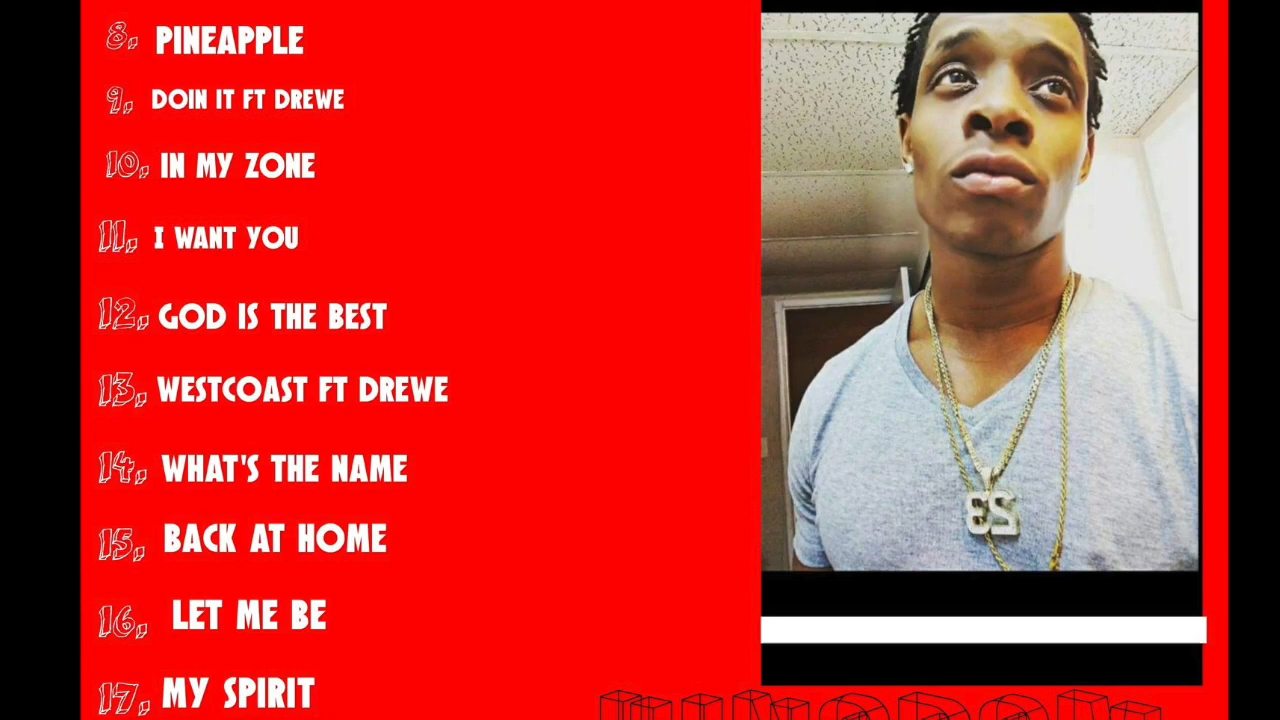 8. PINEAPPLE
9. DOIN IT FT DREWE
10. IN MY ZONE
11. I WANT YOU
12. GOD IS THE BEST
13. WESTCOAST FT DREWE
14. WHAT'S THE NAME
15. BACK AT HOME
16. LET ME BE
17. MY SPIRIT
23